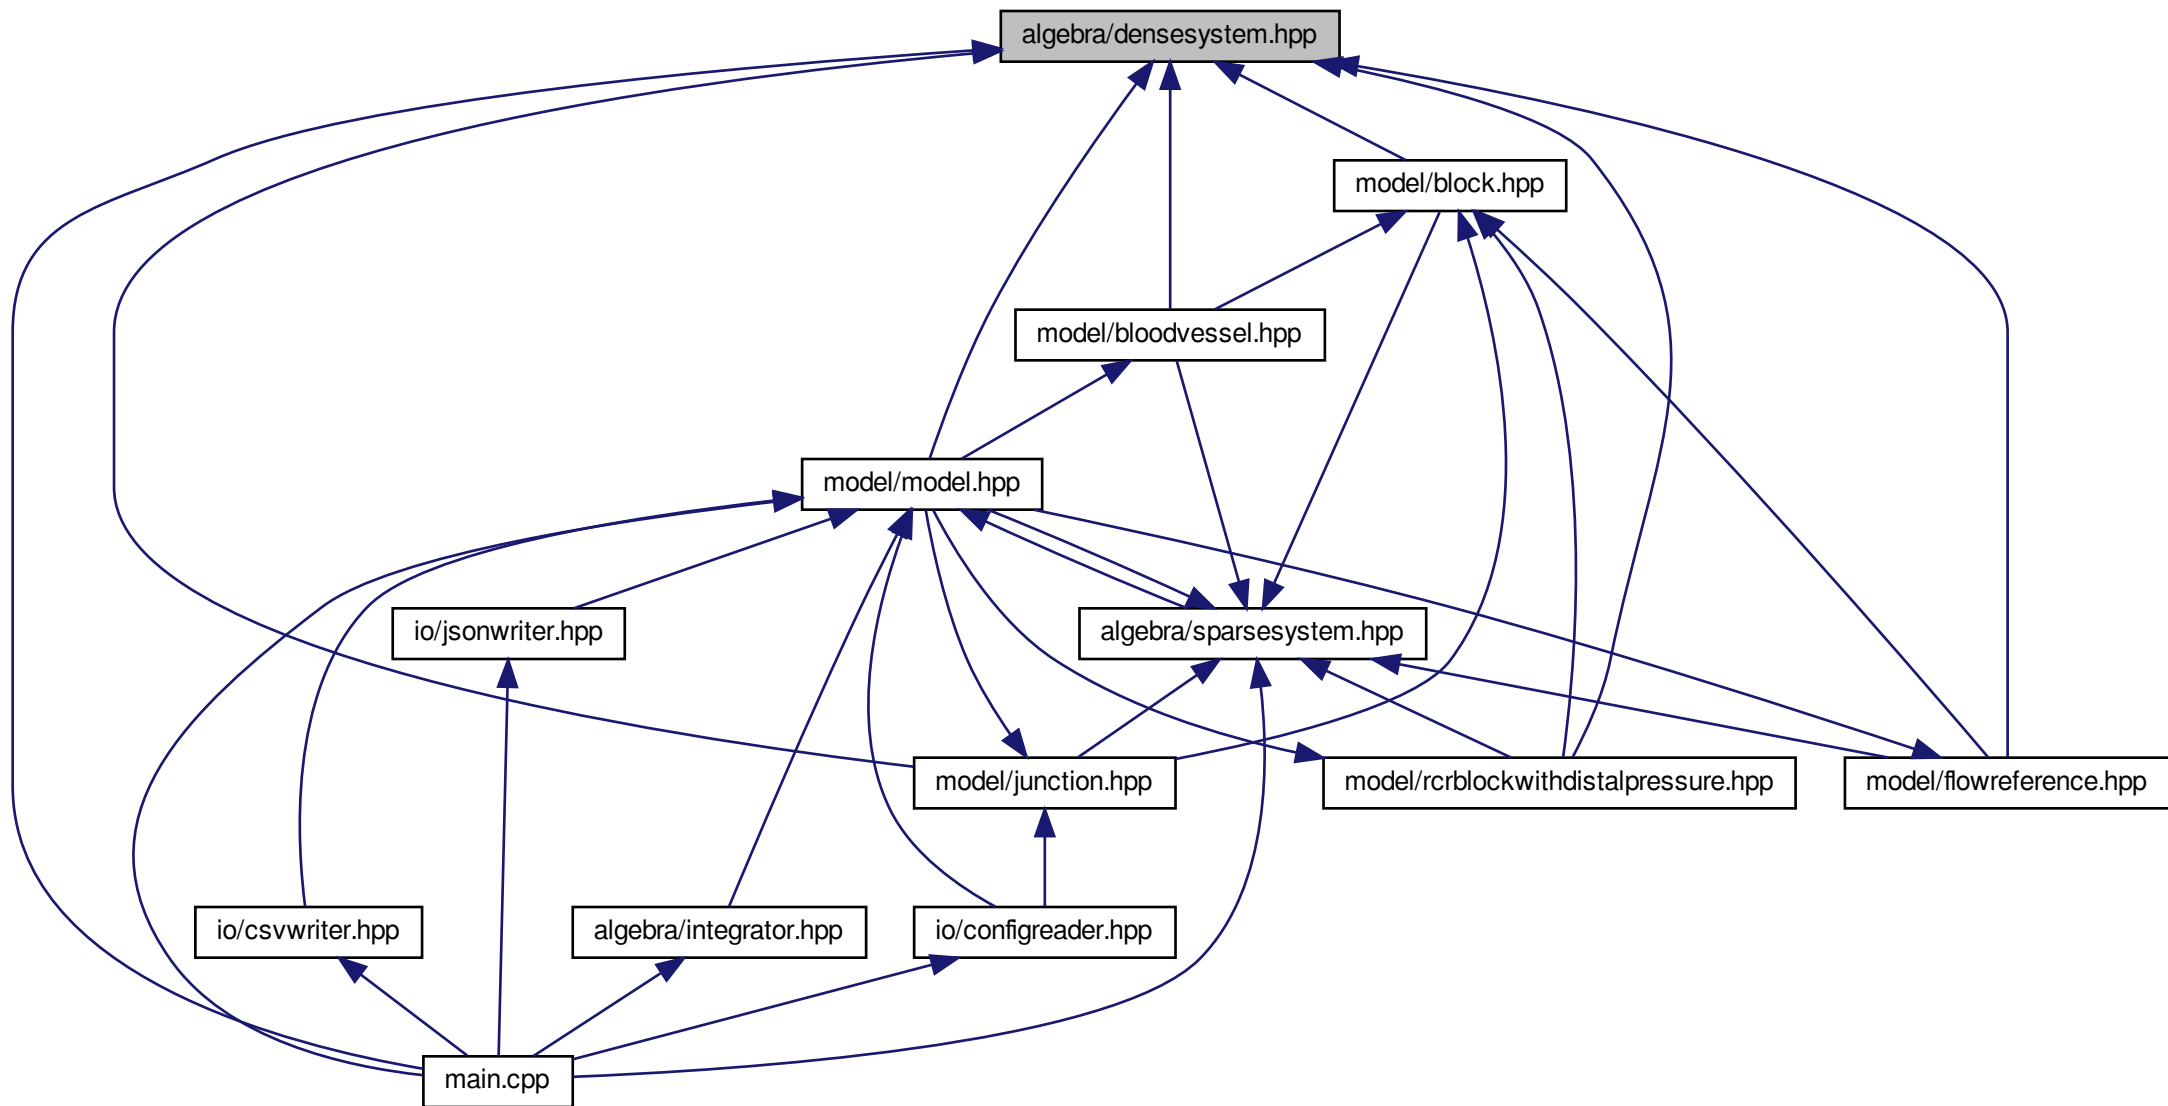 algebra/densesystem.hpp
model/block.hpp
model/bloodvessel.hpp
model/model.hpp
io/jsonwriter.hpp
algebra/sparsesystem.hpp
model/junction.hpp
model/rcrblockwithdistalpressure.hpp
model/flowreference.hpp
io/csvwriter.hpp
algebra/integrator.hpp
io/configreader.hpp
main.cpp